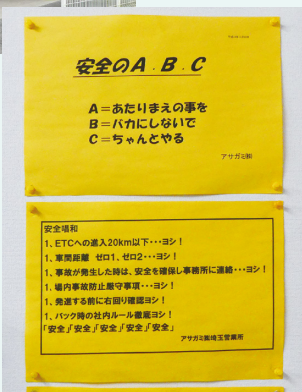 安全のA.B.C
A=あたりまえの事を
B=バカにしないで
C=ちゃんとやる
アサガミ㈱
安全唱和
1、ETCへの進入20km以下・・・ヨシ！
1、車間距離 ゼロ1、ゼロ2・・・ヨシ！
1、事故が発生した時は、安全を確保し事務所に連絡・・・ヨシ！
1、場内事故防止厳守事項・・・ヨシ！
1、発進する前に右回り確認ヨシ！
1、バック時の社内ルール徹底ヨシ！
「安全」「安全」「安全」「安全」「安全」
アサガミ㈱埼玉営業所